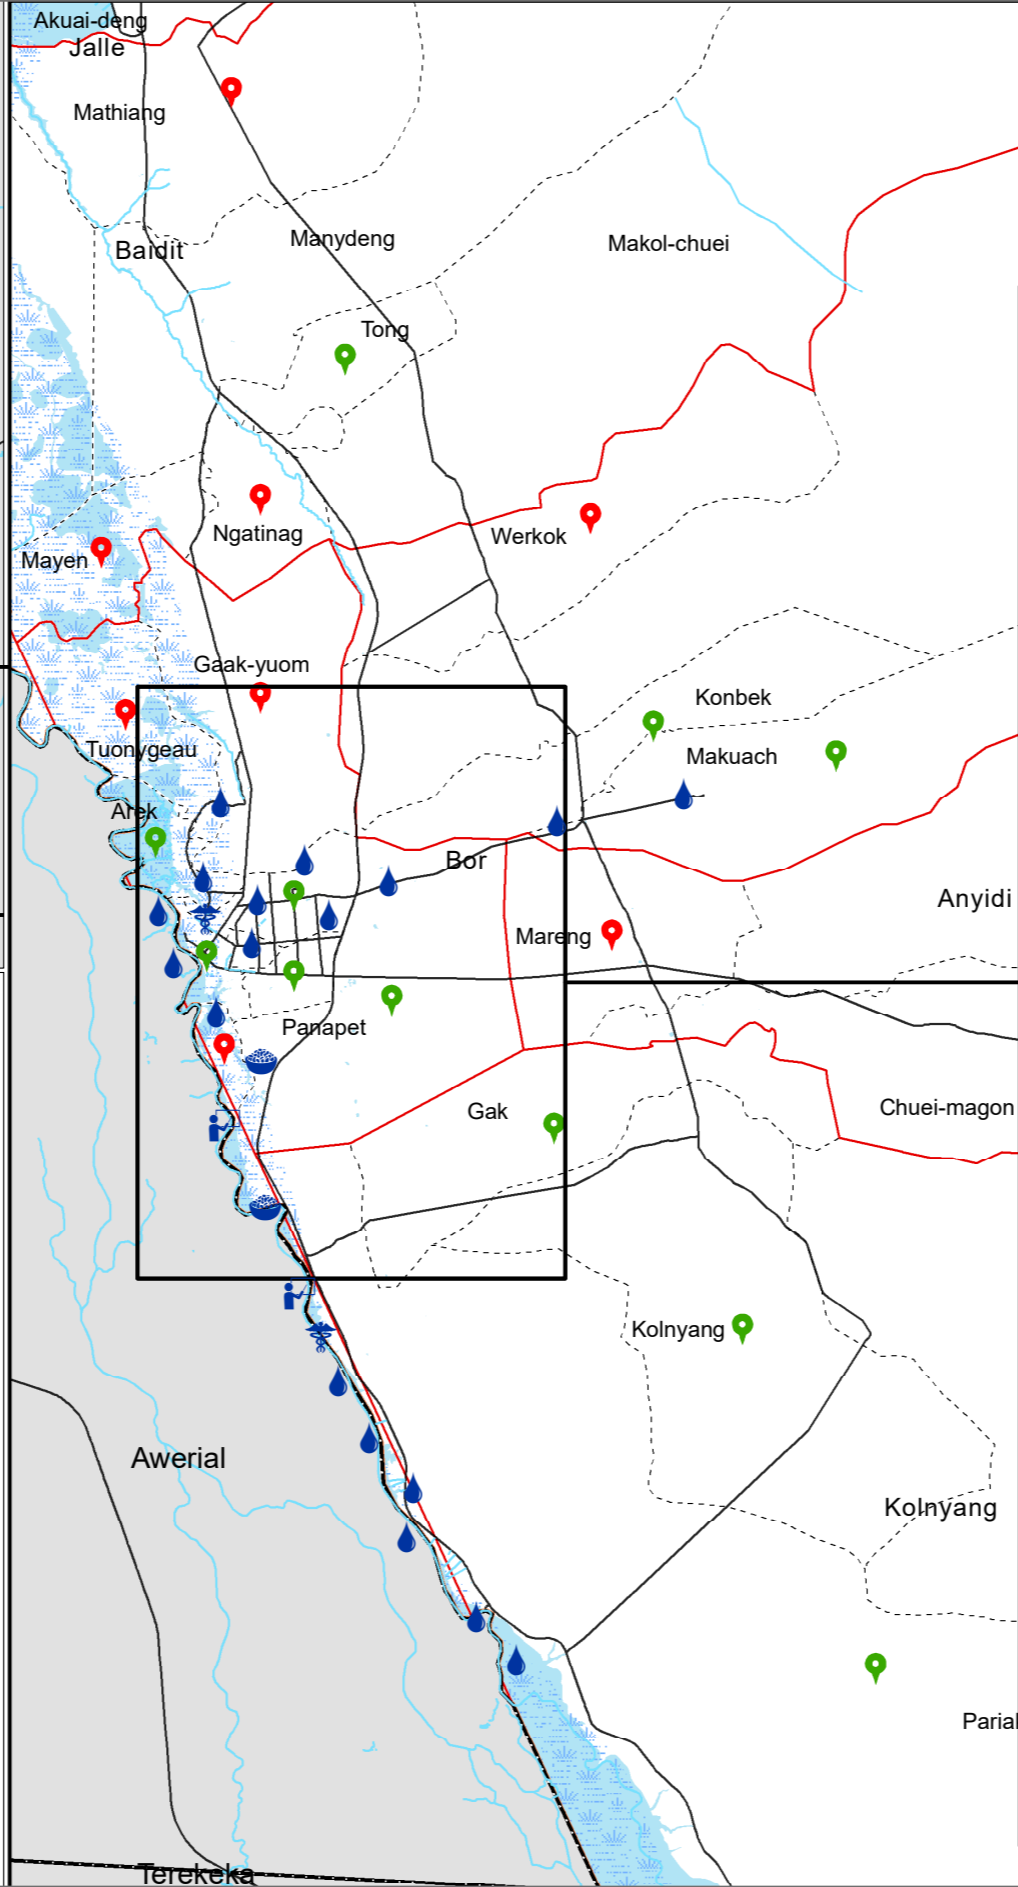 Akuai-deng
Jalle
Mathiang
Manydeng
Makol-chuei
Baidit
Tong
Ngatinag
Werkok
Mayen
Gaak-yuom
Konbek
Tuonygeau
Makuach
Arek
Bor
Anyidi
Mareng
Panapet
Gak
Chuei-magon
Kolnyang
Awerial
Kolnyang
Terekeka